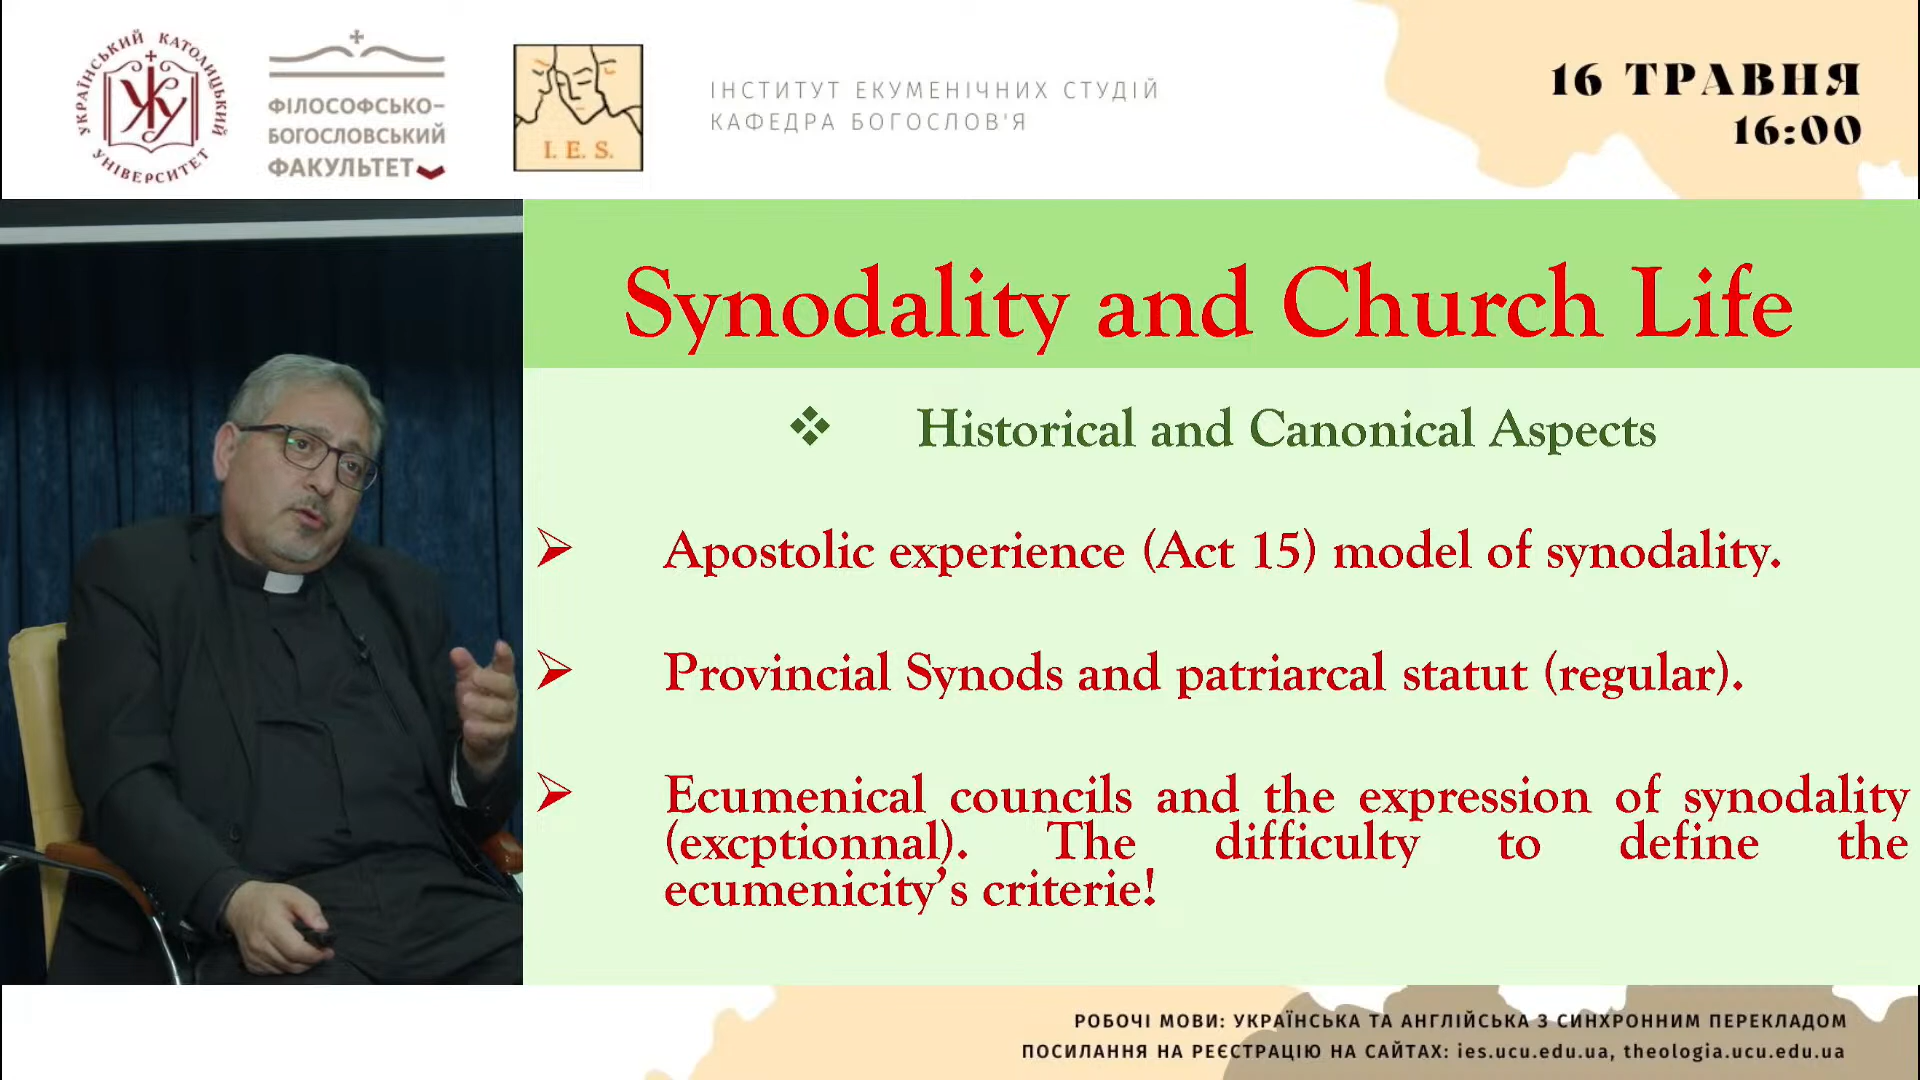 УКРАЇНСЬКИЙ КАТОЛИЦЬКИЙ УНІВЕРСИТЕТ
ФІЛОСОФСЬКО-
БОГОСЛОВСЬКИЙ
ФАКУЛЬТЕТ
I. E. S.
ІНСТИТУТ ЕКУМЕНІЧНИХ СТУДІЙ
КАФЕДРА БОГОСЛОВ'Я
16 ТРАВНЯ
16:00
Synodality and Church Life
Historical and Canonical Aspects
Apostolic experience (Act 15) model of synodality.
Provincial Synods and patriarcal statut (regular).
Ecumenical councils and the expression of synodality
(excptionnal). The difficulty to define the
ecumenicity's criterie!
РОБОЧІ МОВИ: УКРАЇНСЬКА ТА АНГЛІЙСЬКА З СИНХРОННИМ ПЕРЕКЛАДОМ
ПОСИЛАННЯ НА РЕЄСТРАЦІЮ НА САЙТАХ: ies.ucu.edu.ua, theologia.ucu.edu.ua